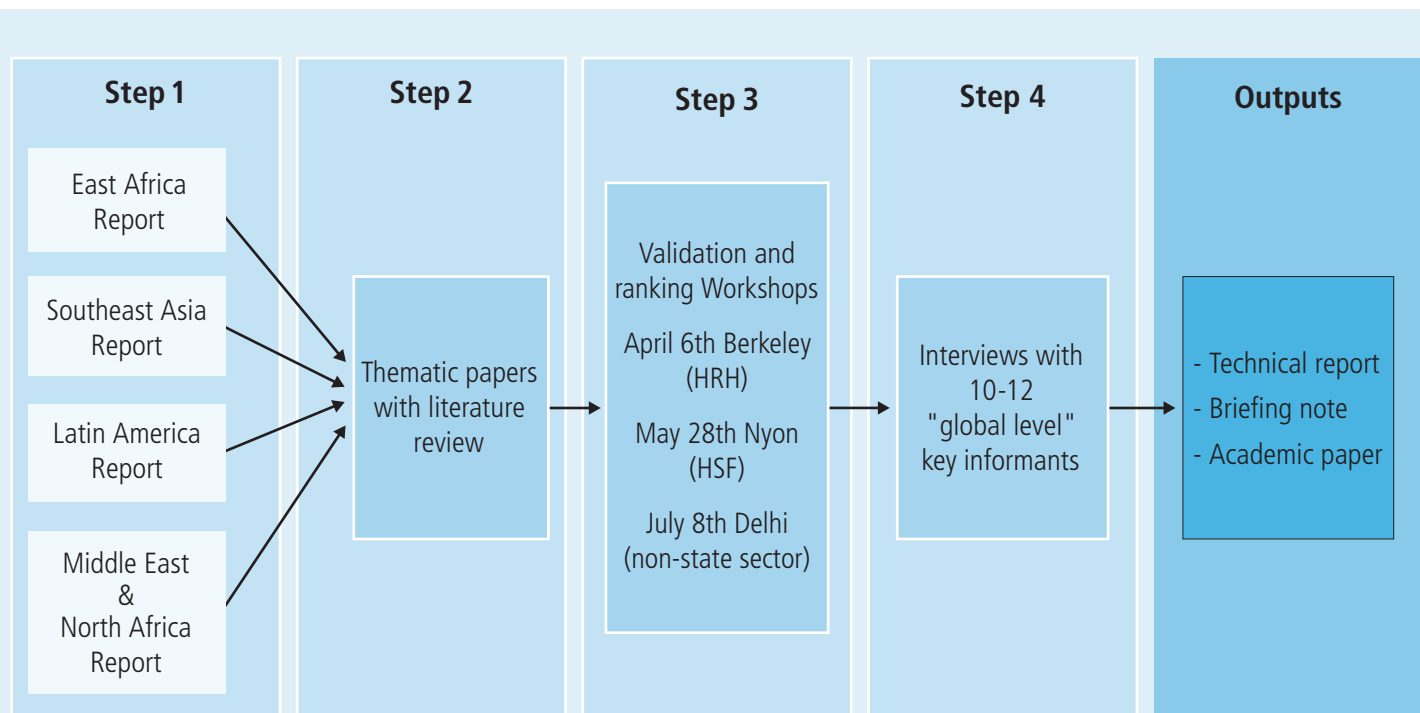 Step 1
East Africa
Report
Southeast Asia
Report
Latin America
Report
Middle East
&
North Africa
Report
Step 2
Thematic papers
with literature
review
Step 3
Validation and
ranking Workshops
April 6th Berkeley
(HRH)
May 28th Nyon
(HSF)
July 8th Delhi
(non-state sector)
Step 4
Interviews with
10-12
"global level"
key informants
Outputs
- Technical report
- Briefing note
- Academic paper